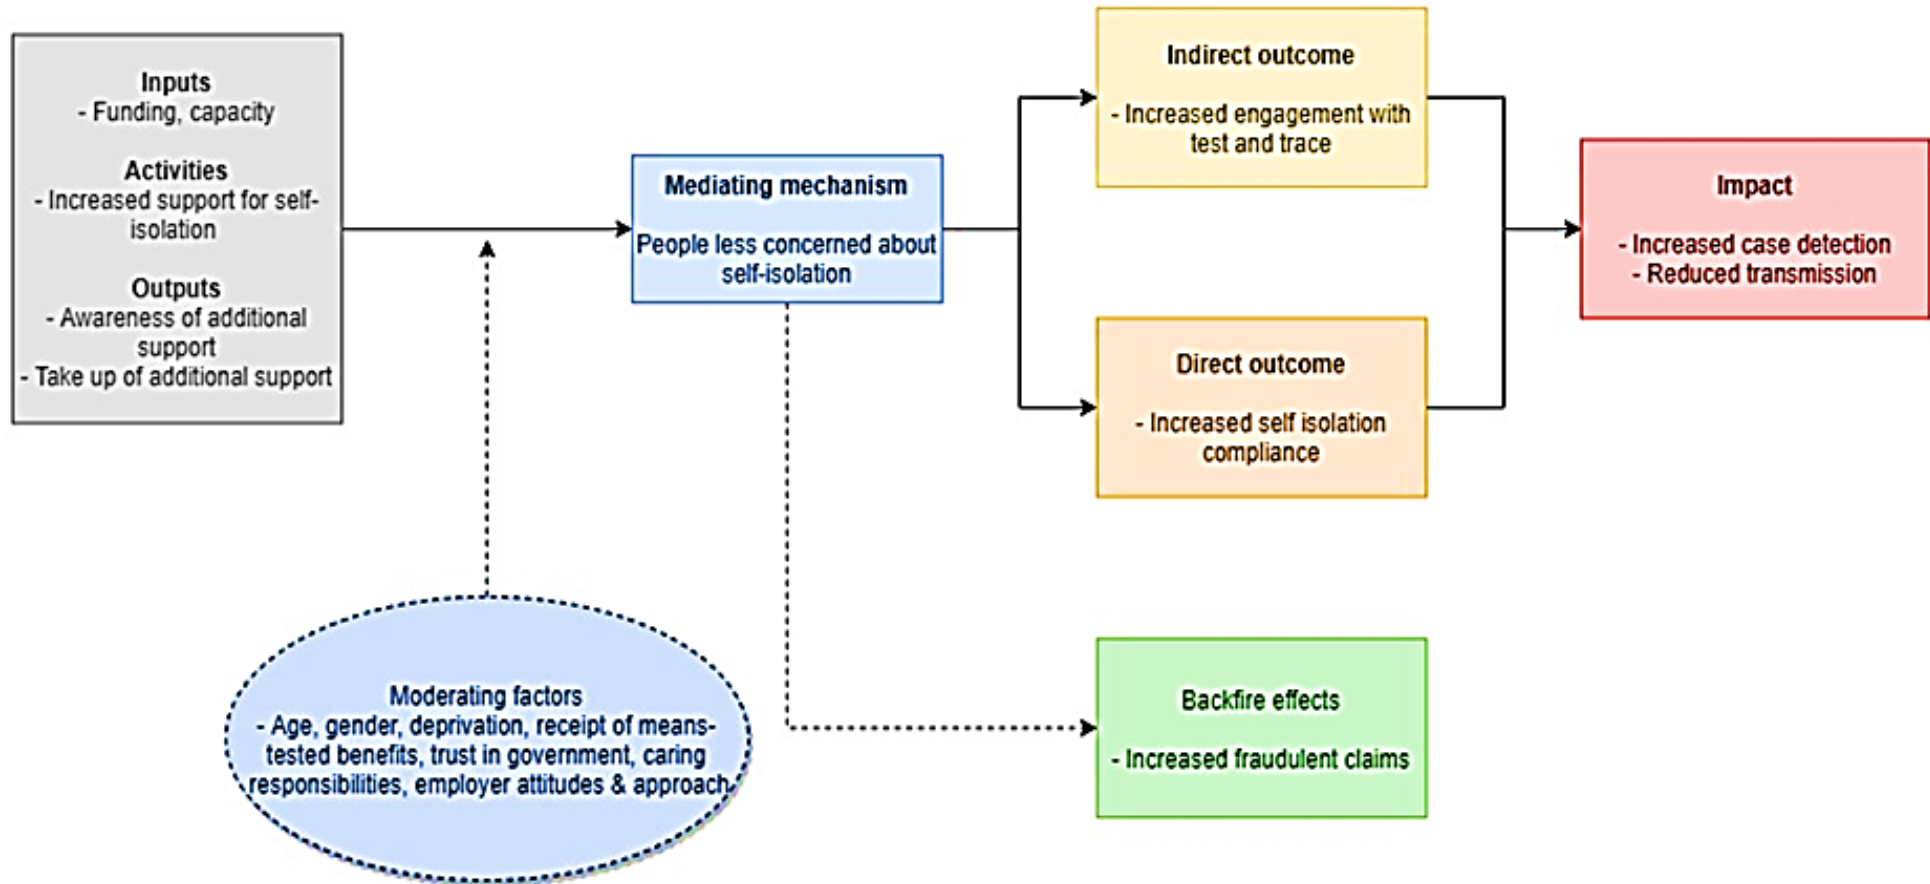 Inputs
- Funding, capacity
Activities
- Increased support for self-
isolation
Outputs
- Awareness of additional
support
- Take up of additional support
Mediating mechanism
People less concerned about
self-isolation
Indirect outcome
- Increased engagement with
test and trace
Direct outcome
- Increased self isolation
compliance
Impact
- Increased case detection
- Reduced transmission
Moderating factors
- Age, gender, deprivation, receipt of means-
tested benefits, trust in government, caring
responsibilities, employer attitudes & approach
Backfire effects
- Increased fraudulent claims